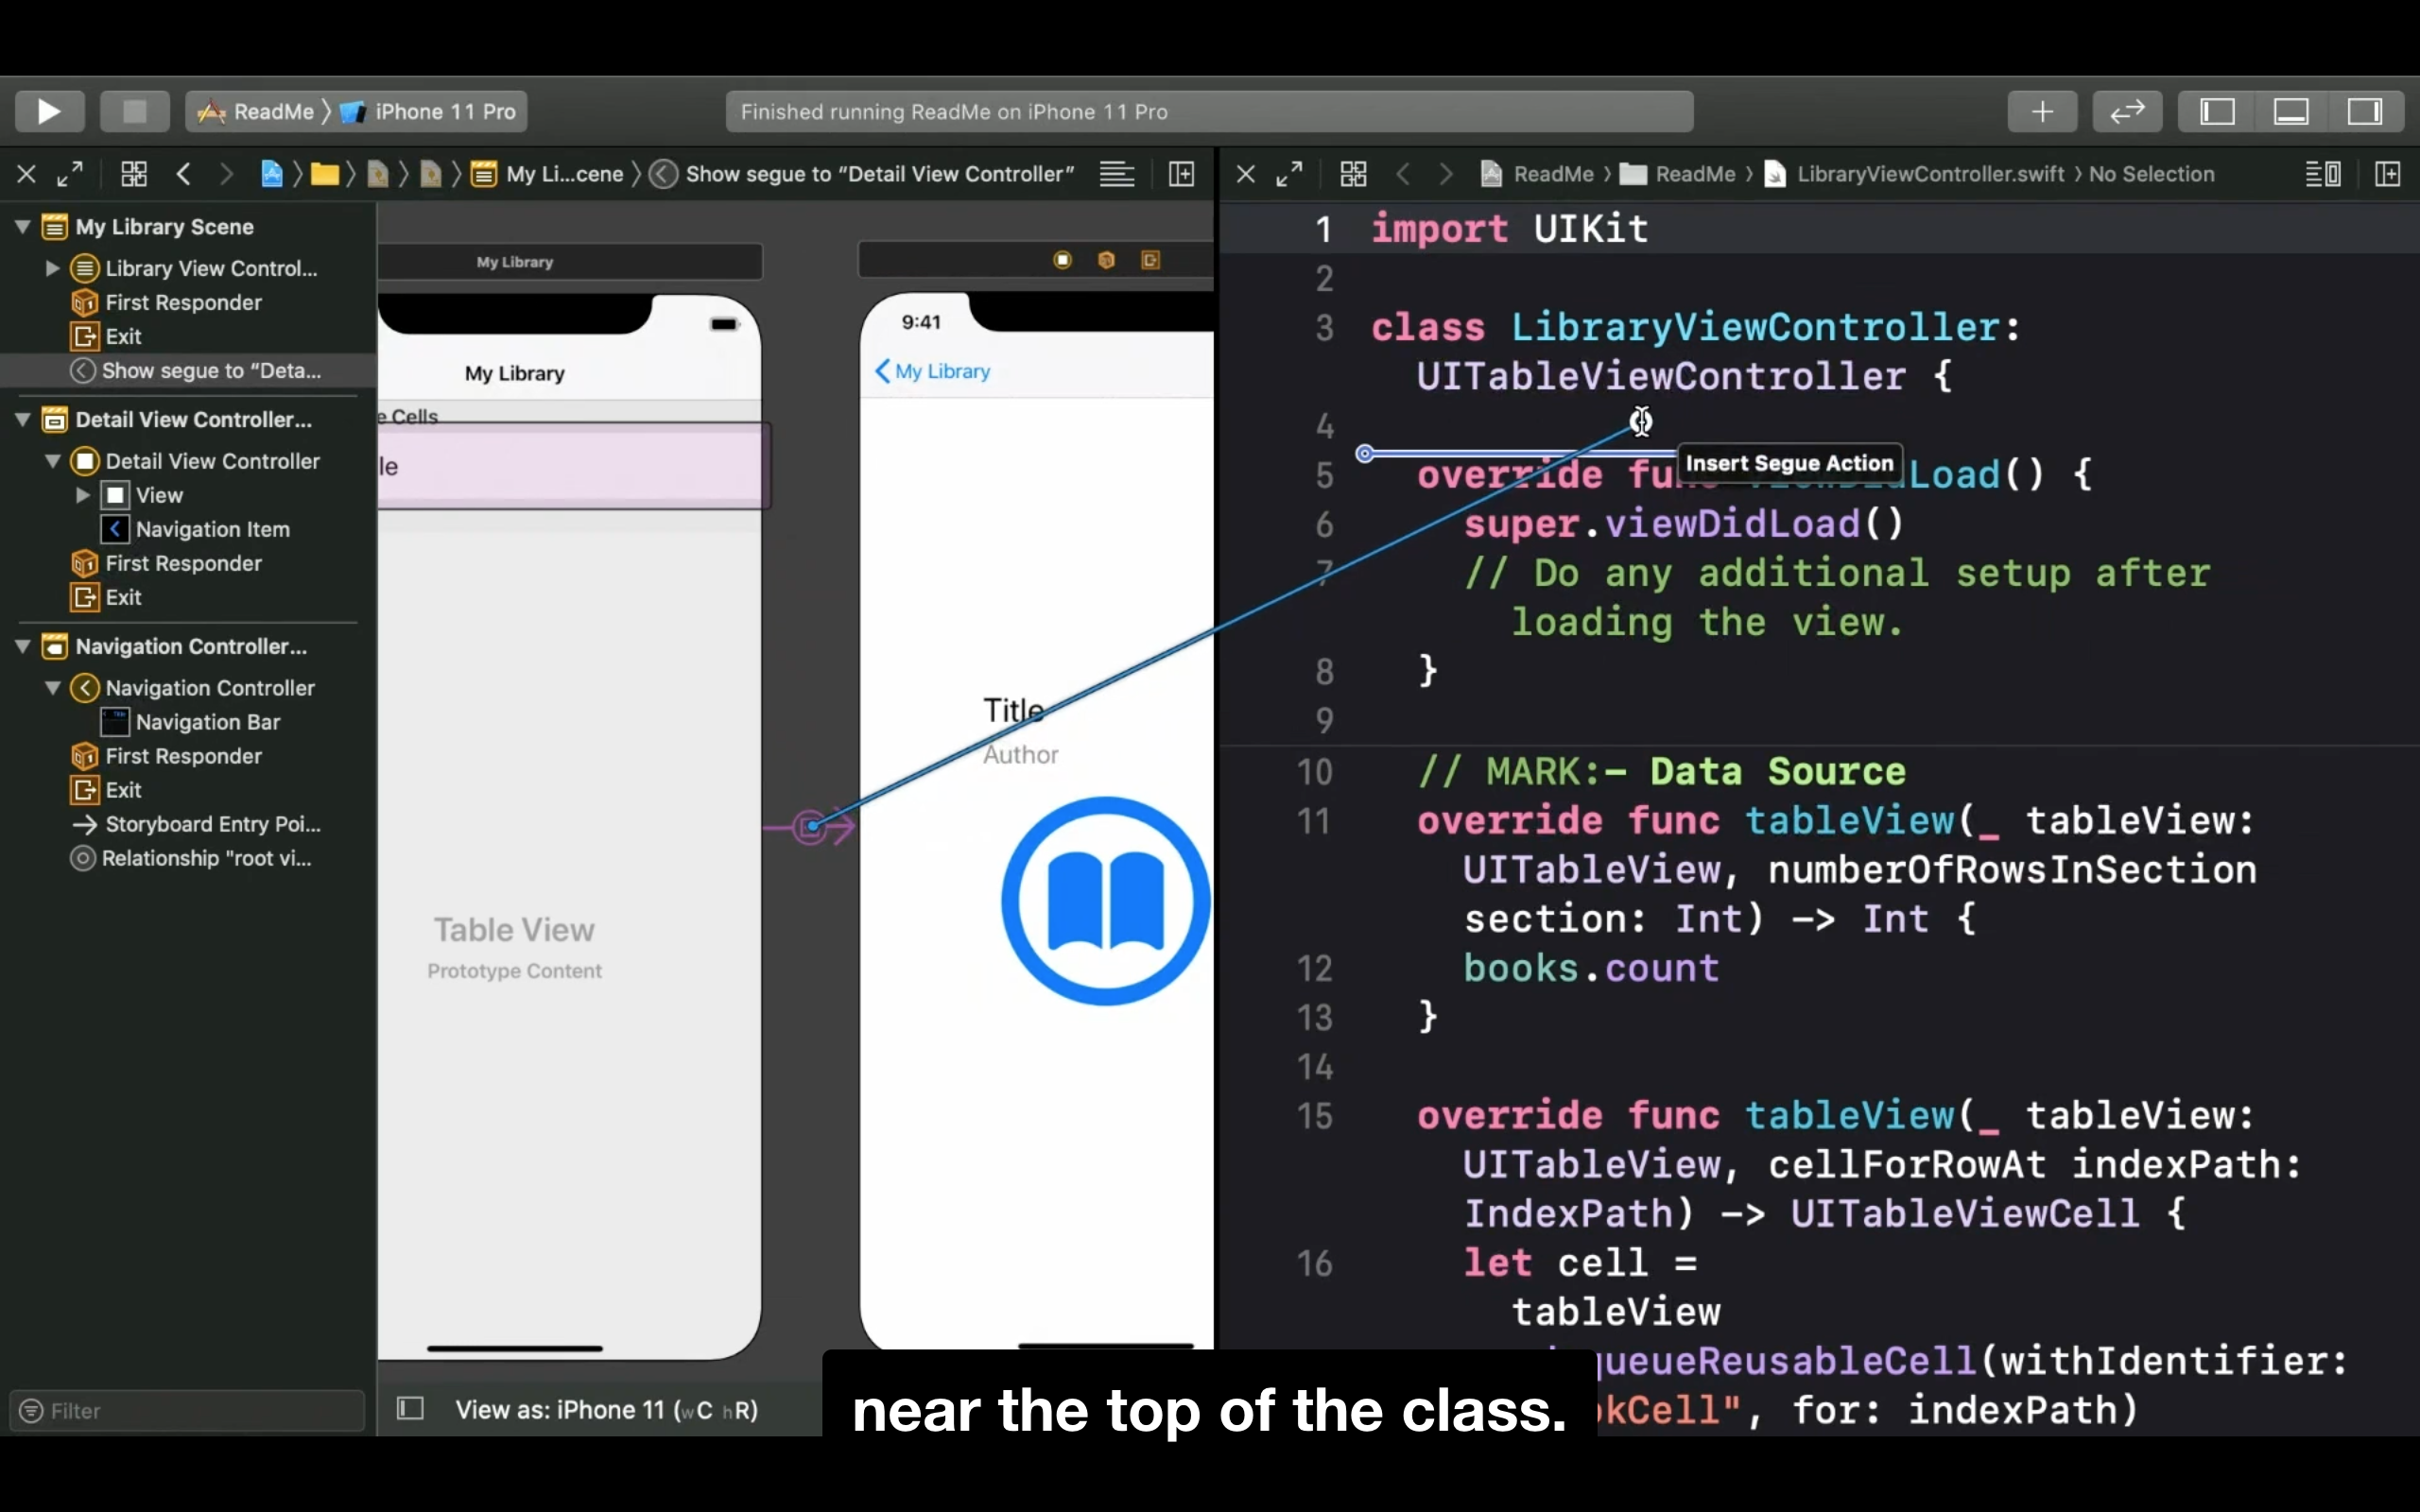 ReadMe 〉 iPhone 11 Pro
Finished running ReadMe on iPhone 11 Pro
My Li...cene 〉 Show segue to “Detail View Controller”
ReadMe 〉 ReadMe 〉 LibraryViewController.swift 〉 No Selection
My Library Scene
Library View Control...
First Responder
Exit
Show segue to “Deta...
Detail View Controller...
Detail View Controller
View
Navigation Item
First Responder
Exit
Navigation Controller...
Navigation Controller
Navigation Bar
First Responder
Exit
Storyboard Entry Poi...
Relationship "root vi...
Filter
My Library
My Library
e Cells
le
Table View
Prototype Content
9:41
My Library
Title
Author
View as: iPhone 11 (wC hR)
1 import UIKit
2
3 class LibraryViewController:
UITableViewController {
4
Insert Segue Action
5 override fu Load() {
6 super.viewDidLoad()
7 // Do any additional setup after
loading the view.
8 }
9
10 // MARK:- Data Source
11 override func tableView(_ tableView:
UITableView, numberOfRowsInSection
section: Int) -> Int {
12 books.count
13 }
14
15 override func tableView(_ tableView:
UITableView, cellForRowAt indexPath:
IndexPath) -> UITableViewCell {
16 let cell =
tableView
queueReusableCell(withIdentifier:
okCell", for: indexPath)
near the top of the class.